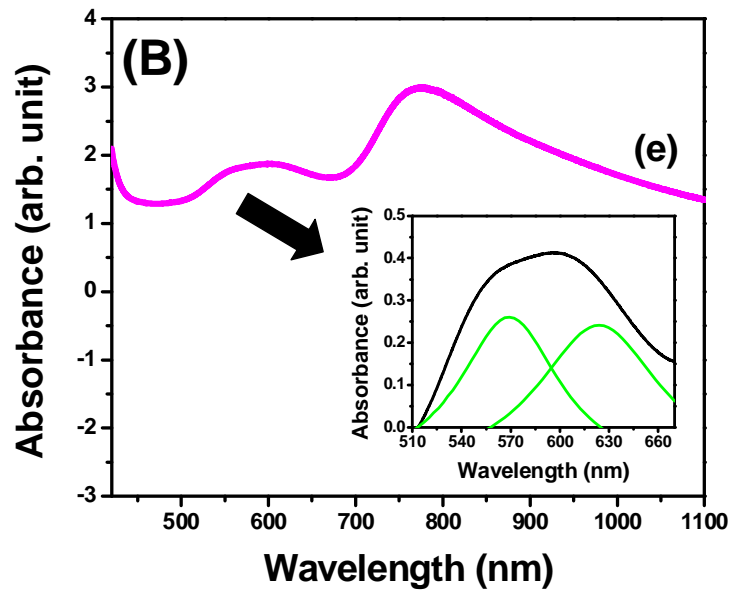 (B)
(e)
Absorbance (arb. unit)
4
3
2
1
0
-1
-2
-3
500 600 700 800 900 1000 1100
Wavelength (nm)
Absorbance (arb. unit)
0.5
0.4
0.3
0.2
0.1
0.0
510 540 570 600 630 660
Wavelength (nm)